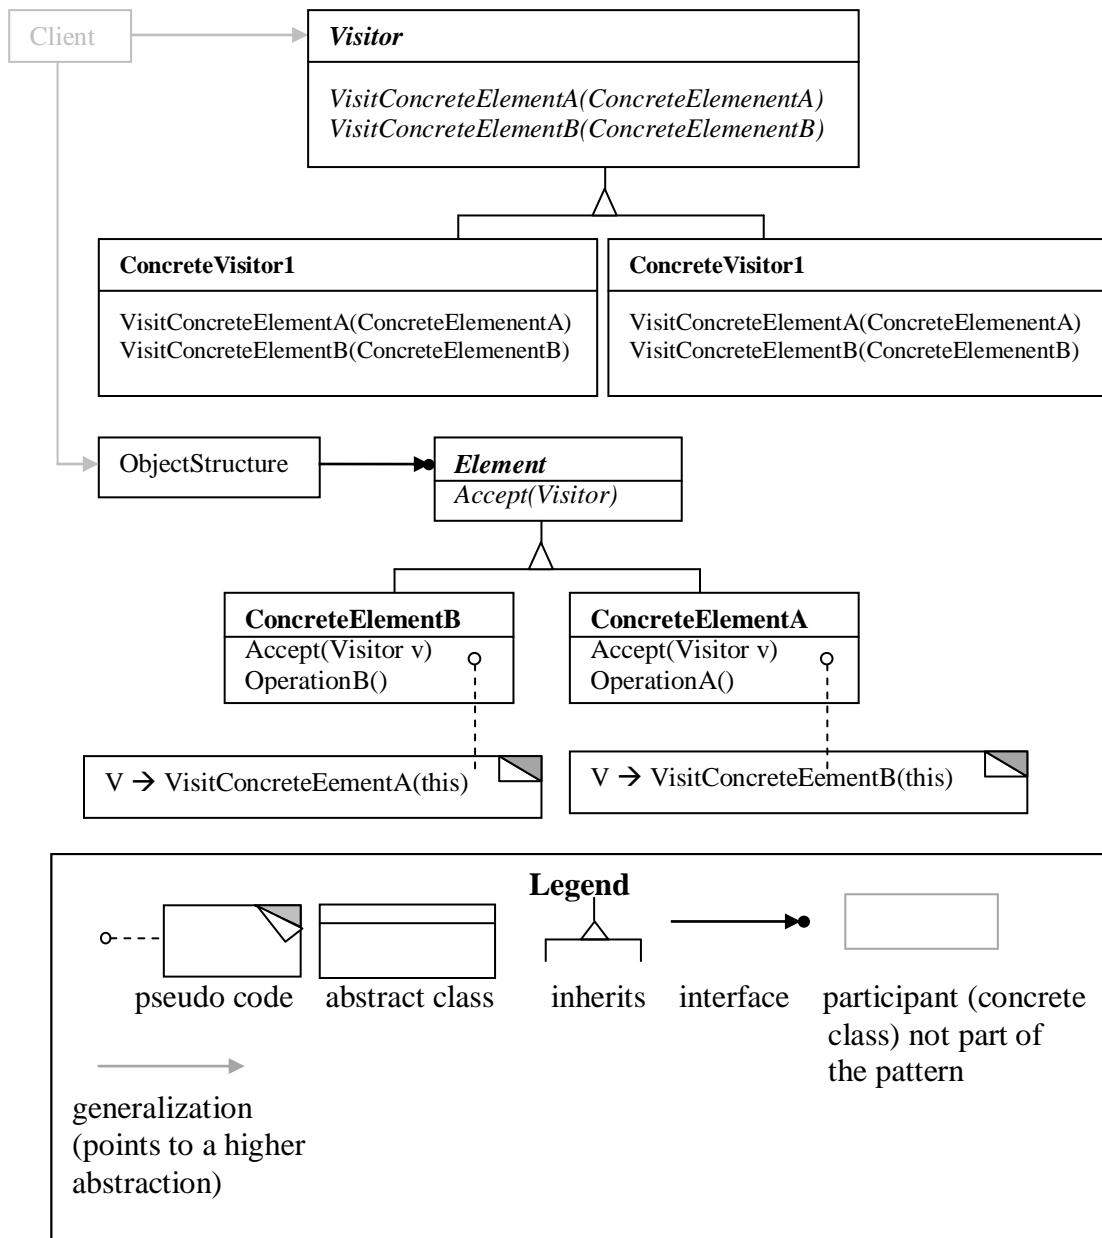 Client
Visitor
VisitConcreteElementA(ConcreteElemenentA)
VisitConcreteElementB(ConcreteElemenentB)
ConcreteVisitor1
VisitConcreteElementA(ConcreteElemenentA)
VisitConcreteElementB(ConcreteElemenentB)
ConcreteVisitor1
VisitConcreteElementA(ConcreteElemenentA)
VisitConcreteElementB(ConcreteElemenentB)
ObjectStructure
Element
Accept(Visitor)
ConcreteElementB
Accept(Visitor v)
OperationB()
ConcreteElementA
Accept(Visitor v)
OperationA()
V → VisitConcreteEementA(this)
V → VisitConcreteEementB(this)
Legend
pseudo code
abstract class
inherits
interface
participant (concrete
class) not part of
the pattern
generalization
(points to a higher
abstraction)